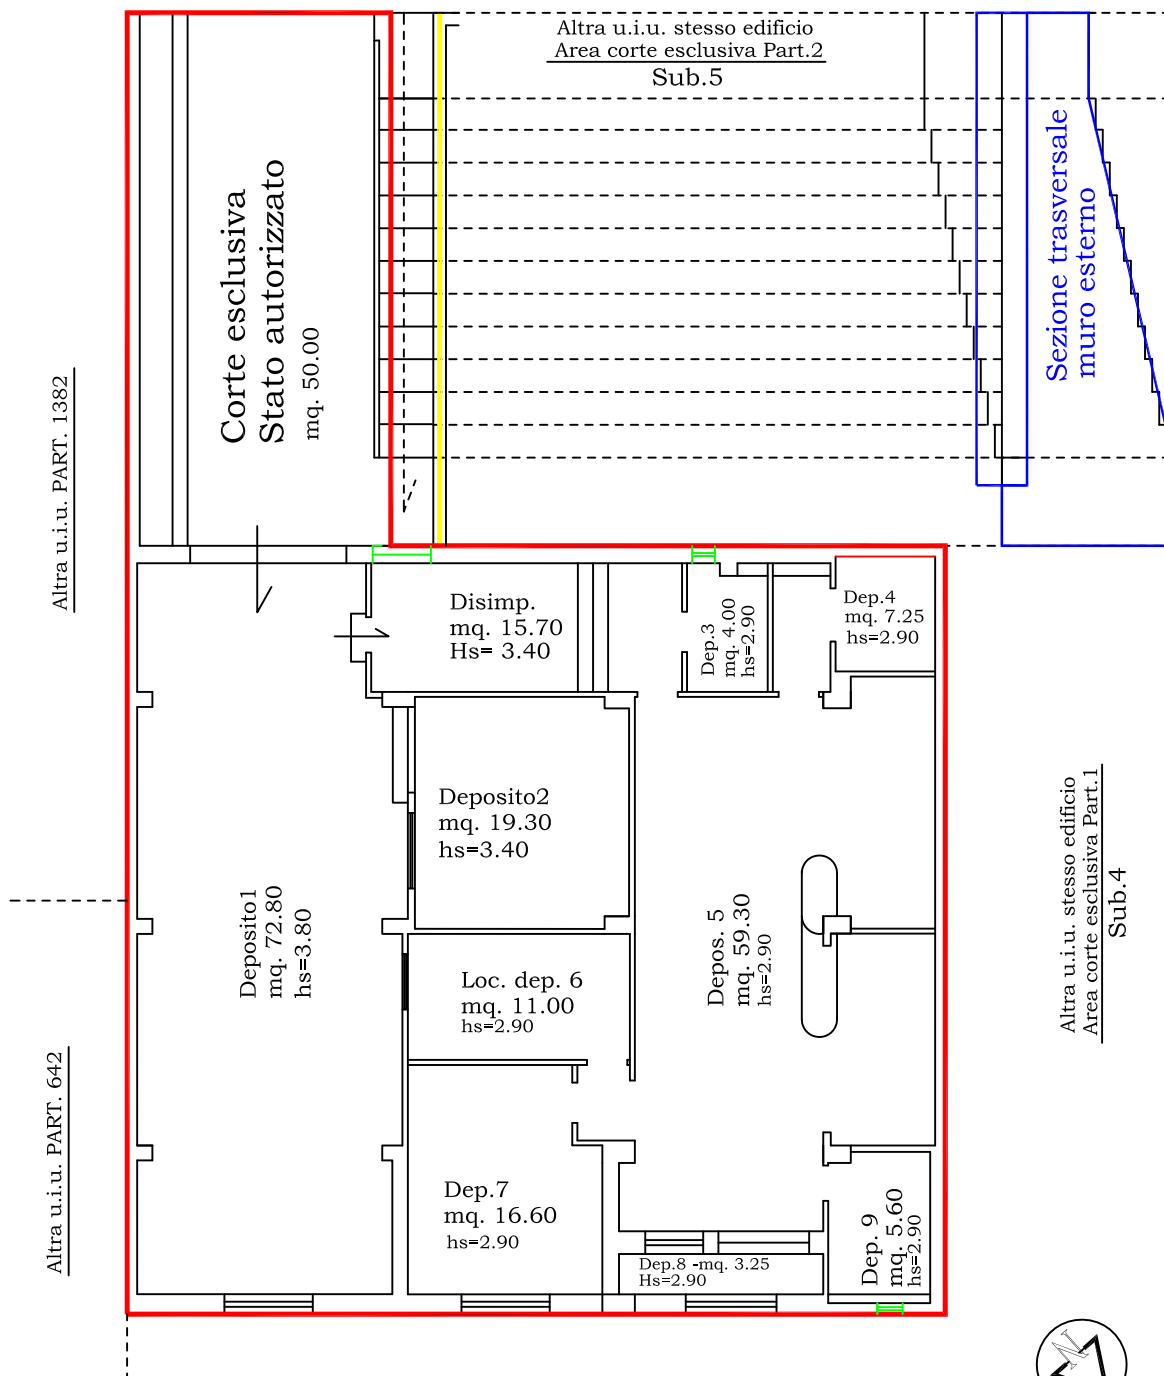 Altra u.i.u. stesso edificio
Area corte esclusiva Part.2
Sub.5
Corte esclusiva
Stato autorizzato
mq. 50.00
Sezione trasversale
muro esterno
Altra u.i.u. PART. 1382
Disimp.
mq. 15.70
Hs= 3.40
Dep.3
mq. 4.00
hs=2.90
Dep.4
mq. 7.25
hs=2.90
Deposito2
mq. 19.30
hs=3.40
Deposito1
mq. 72.80
hs=3.80
Loc. dep. 6
mq. 11.00
hs=2.90
Depos. 5
mq. 59.30
hs=2.90
Altra u.i.u. stesso edificio
Area corte esclusiva Part.1
Sub.4
Altra u.i.u. PART. 642
Dep.7
mq. 16.60
hs=2.90
Dep.8 -mq. 3.25
Hs=2.90
Dep. 9
mq. 5.60
hs=2.90
N